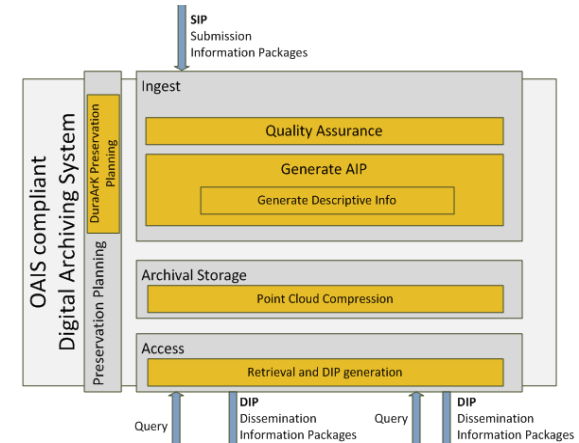 SIP
Submission
Information Packages
OAIS compliant
Digital Archiving System
Preservation Planning
DuraArK Preservation
Planning
Ingest
Quality Assurance
Generate AIP
Generate Descriptive Info
Archival Storage
Point Cloud Compression
Access
Retrieval and DIP generation
Query
DIP
Dissemination
Information Packages
Query
DIP
Dissemination
Information Packages